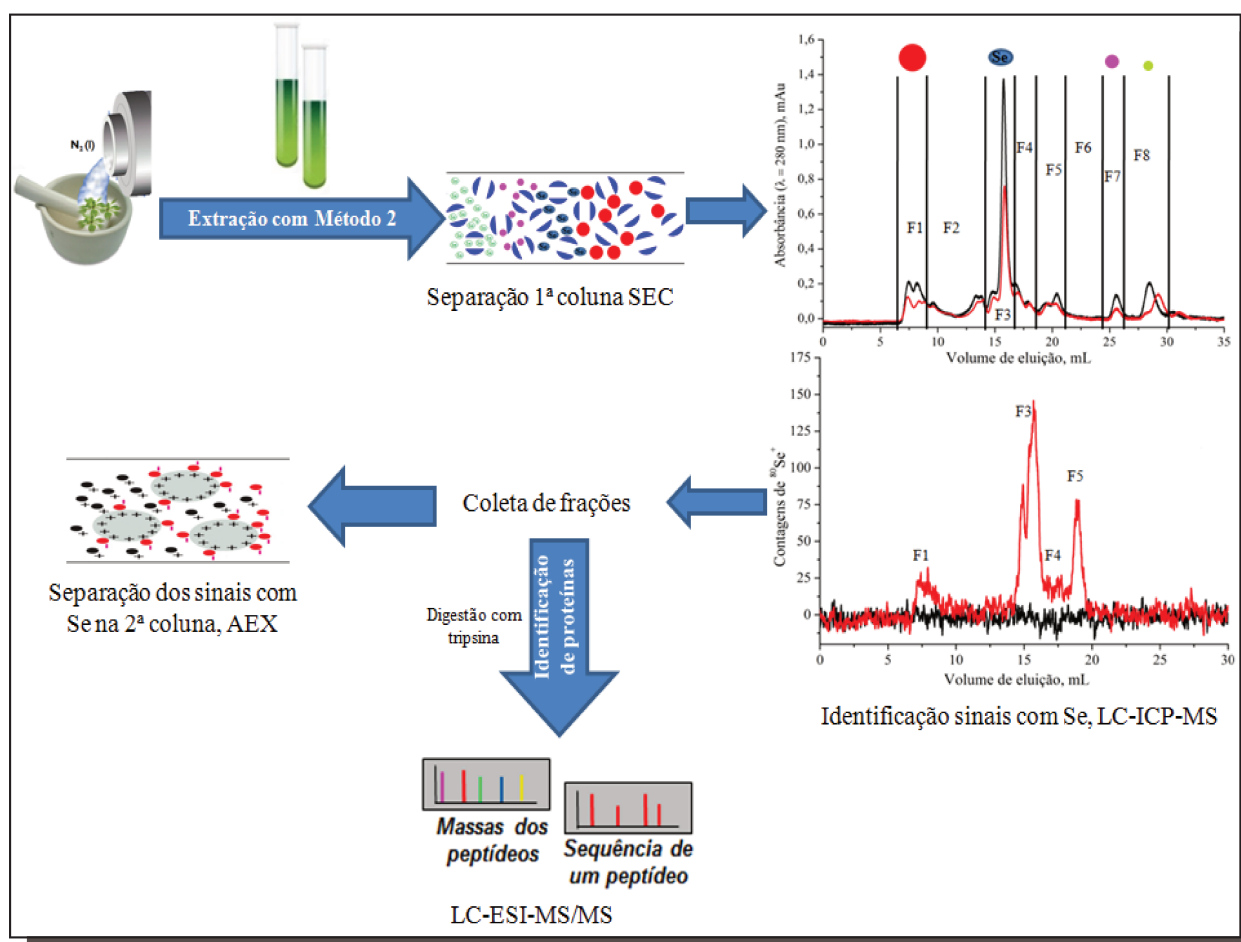 N₂(l)
Extração com Método 2
Separação 1ª coluna SEC
Absorbância (λ = 280 nm), mAu
1,6
1,4
1,2
1,0
0,8
0,6
0,4
0,2
0,0
Se
F1
F2
F3
F4
F5
F6
F7
F8
0
5
10
15
20
25
30
35
Volume de eluição, mL
Contagens de ⁸⁰Se⁺
175
150
125
100
75
50
25
0
F1
F3
F4
F5
0
5
10
15
20
25
30
Volume de eluição, mL
Identificação sinais com Se, LC-ICP-MS
Coleta de frações
Separação dos sinais com
Se na 2ª coluna, AEX
Digestão com
tripsina
Identificação
de proteínas
Massas dos
peptídeos
Sequência de
um peptídeo
LC-ESI-MS/MS